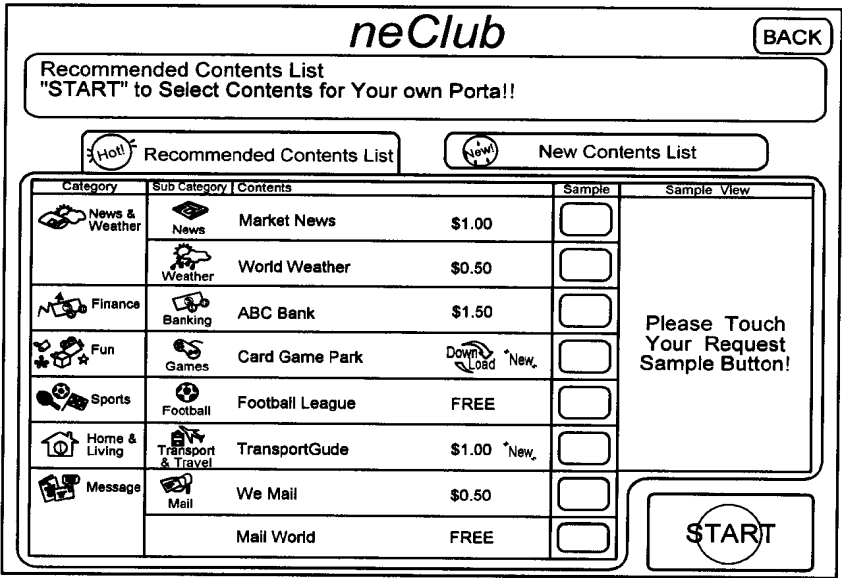 neClub
BACK
Recommended Contents List
"START" to Select Contents for Your own Porta!!
Hot! Recommended Contents List
New! New Contents List
Category Sub Category Contents Sample Sample View
News & Weather News Market News $1.00
Weather World Weather $0.50
Finance Banking ABC Bank $1.50
Fun Games Card Game Park Down Load New
Sports Football Football League FREE
Home & Living Transport & Travel TransportGude $1.00 New
Message Mail We Mail $0.50
Mail World FREE
Please Touch
Your Request
Sample Button!
START